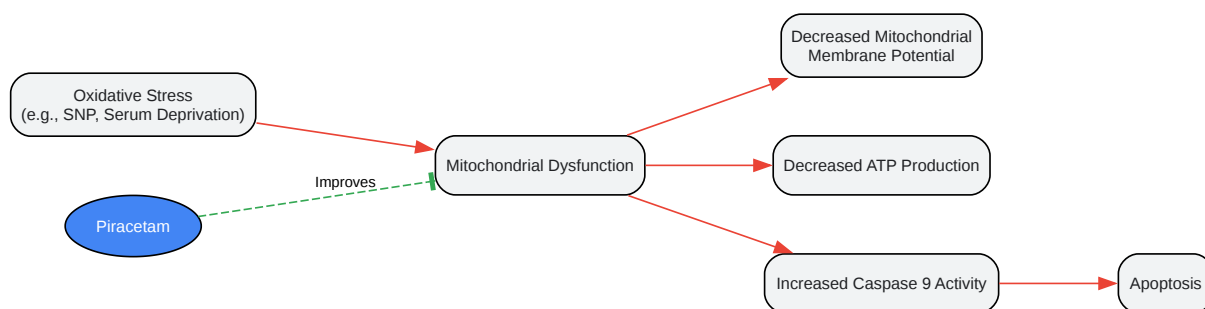 Oxidative Stress
(e.g., SNP, Serum Deprivation)
Piracetam
Improves
Mitochondrial Dysfunction
Decreased Mitochondrial
Membrane Potential
Decreased ATP Production
Increased Caspase 9 Activity
Apoptosis